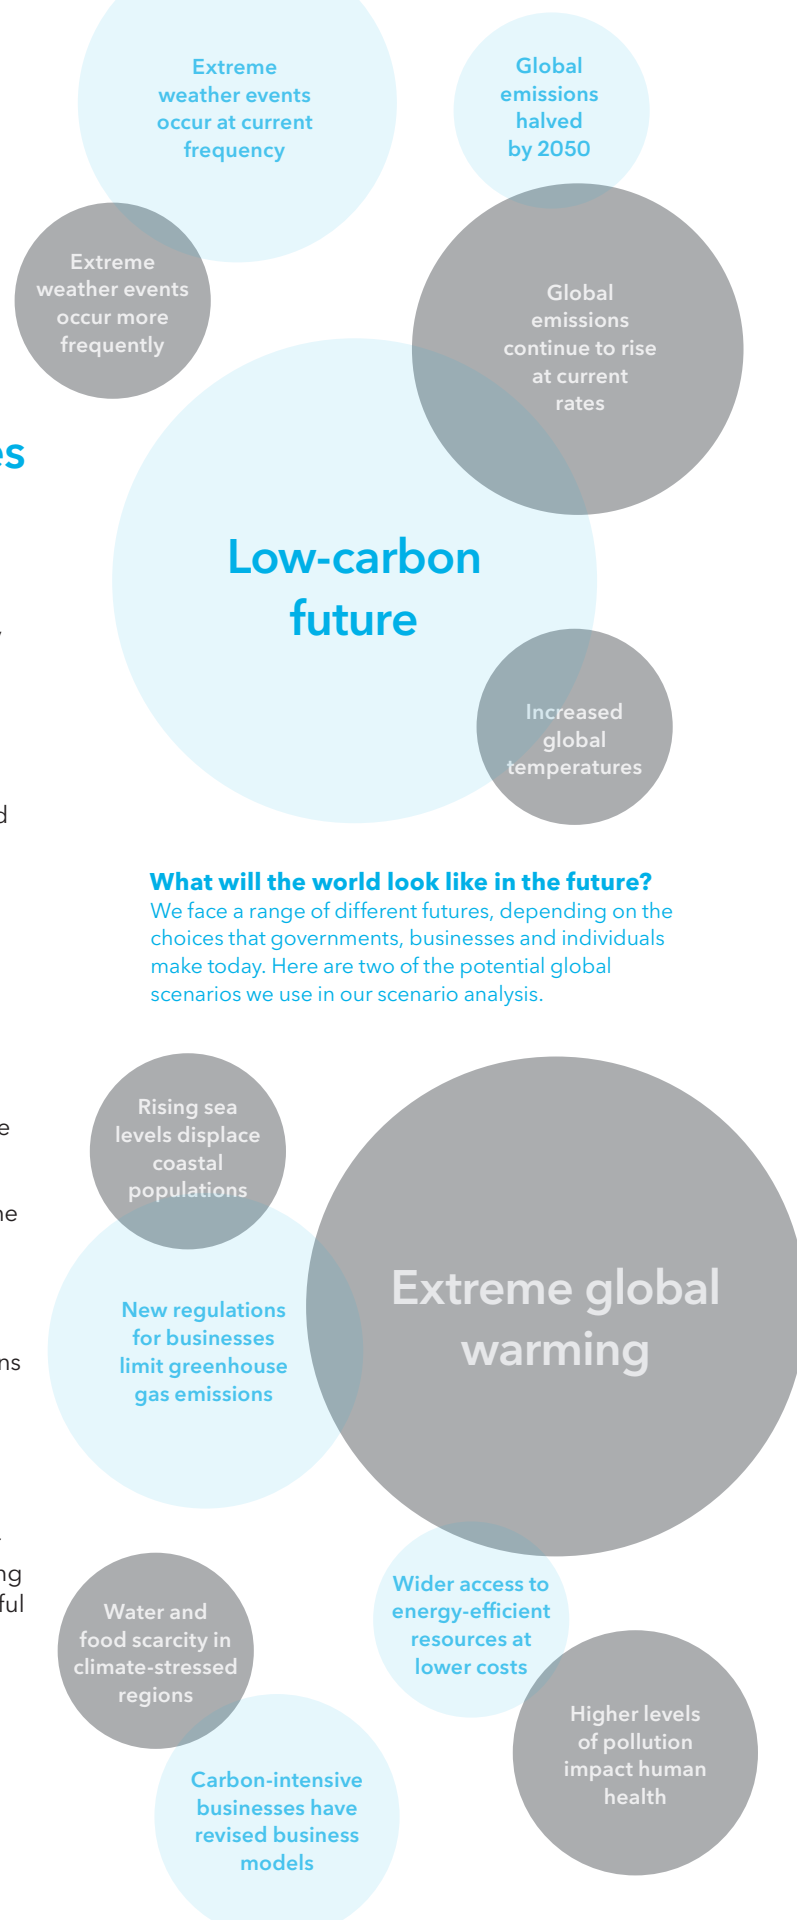 Extreme
weather events
occur at current
frequency
Global
emissions
halved
by 2050
Extreme
weather events
occur more
frequently
Global
emissions
continue to rise
at current
rates
Low-carbon
future
Increased
global
temperatures
What will the world look like in the future?
We face a range of different futures, depending on the
choices that governments, businesses and individuals
make today. Here are two of the potential global
scenarios we use in our scenario analysis.
Rising sea
levels displace
coastal
populations
Extreme global
warming
New regulations
for businesses
limit greenhouse
gas emissions
Wider access to
energy-efficient
resources at
lower costs
Water and
food scarcity in
climate-stressed
regions
Higher levels
of pollution
impact human
health
Carbon-intensive
businesses have
revised business
models